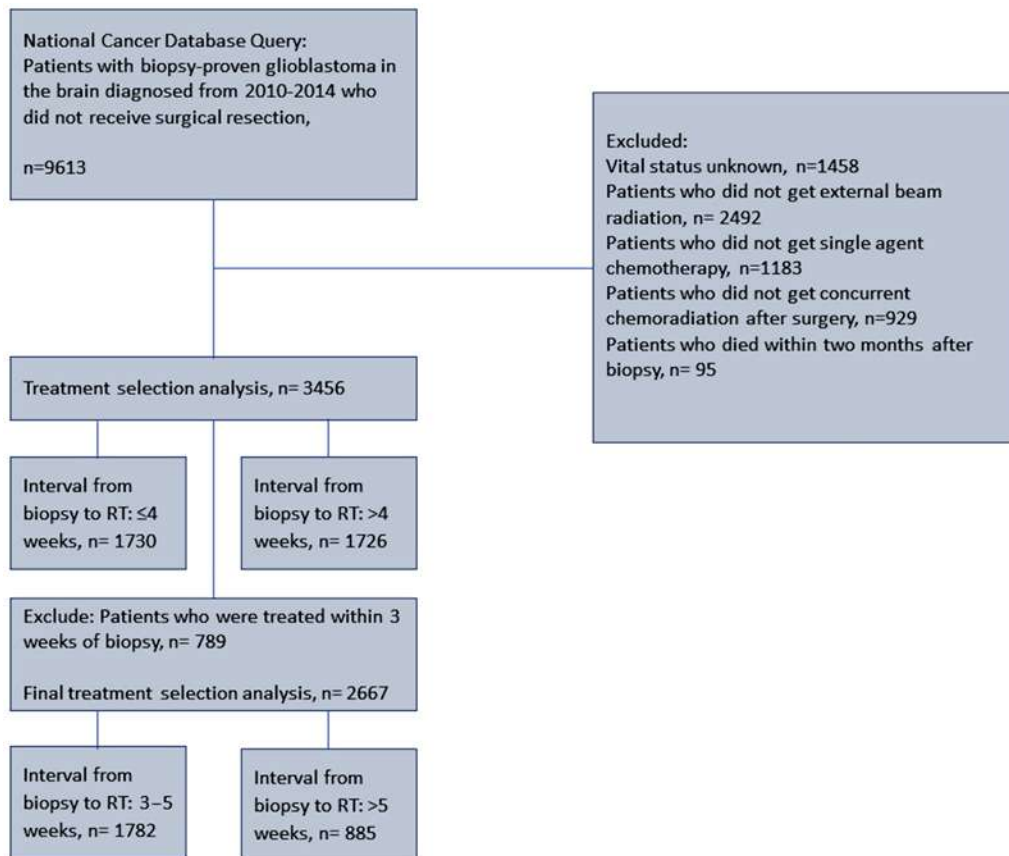 National Cancer Database Query:
Patients with biopsy-proven glioblastoma in
the brain diagnosed from 2010-2014 who
did not receive surgical resection,
n=9613
Excluded:
Vital status unknown, n=1458
Patients who did not get external beam
radiation, n= 2492
Patients who did not get single agent
chemotherapy, n=1183
Patients who did not get concurrent
chemoradiation after surgery, n=929
Patients who died within two months after
biopsy, n= 95
Treatment selection analysis, n= 3456
Interval from
biopsy to RT: ≤4
weeks, n= 1730
Interval from
biopsy to RT: >4
weeks, n= 1726
Exclude: Patients who were treated within 3
weeks of biopsy, n= 789
Final treatment selection analysis, n= 2667
Interval from
biopsy to RT: 3–5
weeks, n= 1782
Interval from
biopsy to RT: >5
weeks, n= 885